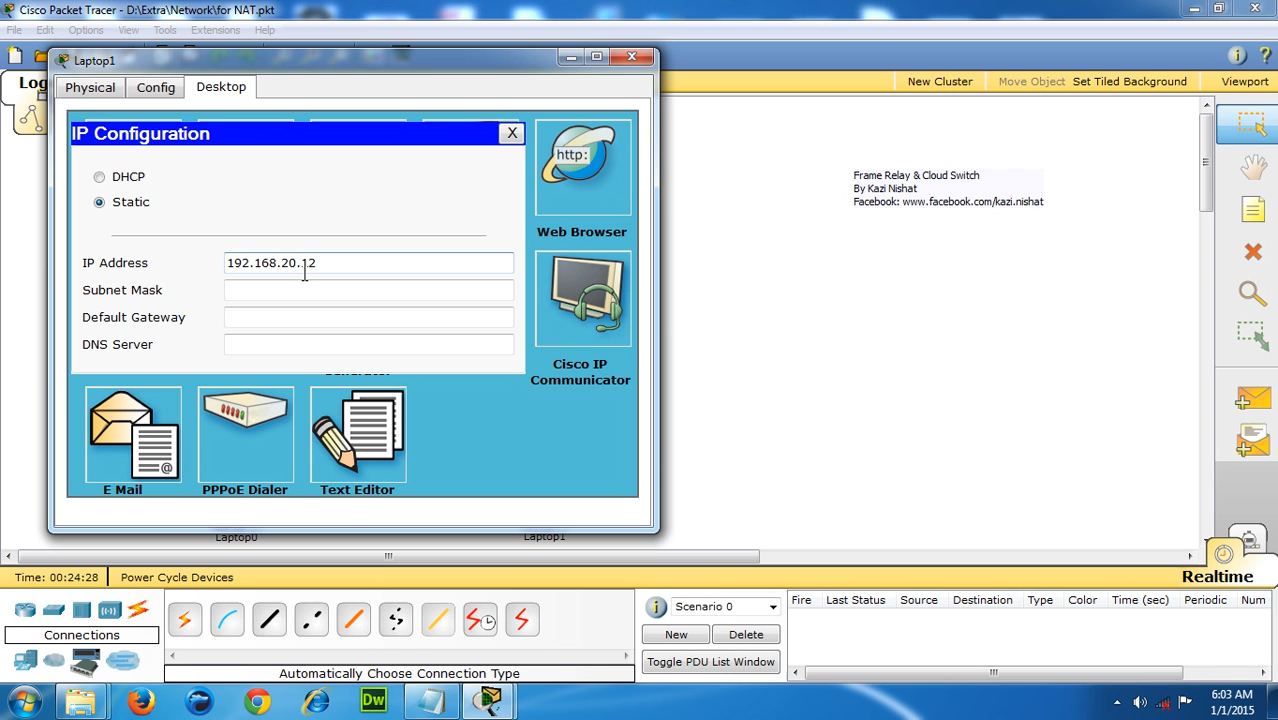 Cisco Packet Tracer - D:\Extra\Network\for NAT.pkt
File Edit Options View Tools Extensions Help
Laptop1
Log
New Cluster Move Object Set Tiled Background Viewport
Physical Config Desktop
IP Configuration X
http:
Web Browser
DHCP
Static
IP Address 192.168.20.12
Subnet Mask
Default Gateway
DNS Server
Cisco IP
Communicator
E Mail PPPoE Dialer Text Editor
Frame Relay & Cloud Switch
By Kazi Nishat
Facebook: www.facebook.com/kazi.nishat
Laptop0 Laptop1
Time: 00:24:28 Power Cycle Devices Realtime
Connections
Automatically Choose Connection Type
Scenario 0
New Delete
Toggle PDU List Window
Fire Last Status Source Destination Type Color Time (sec) Periodic Num
Dw
6:03 AM
1/1/2015